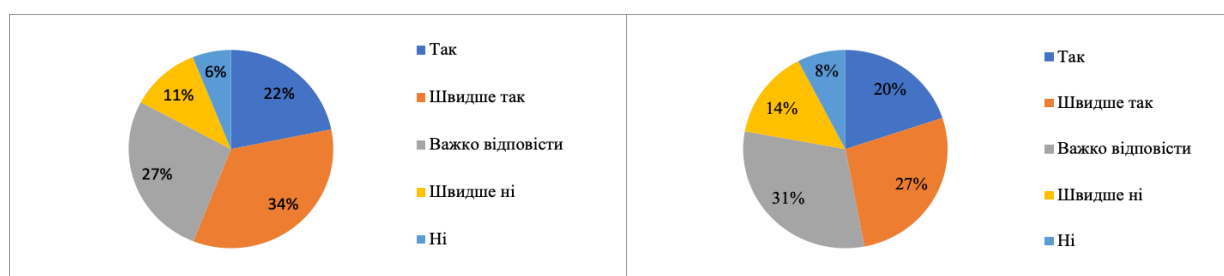 6%
22%
11%
27%
34%
Так
Швидше так
Важко відповісти
Швидше ні
Ні
8%
20%
14%
27%
31%
Так
Швидше так
Важко відповісти
Швидше ні
Ні